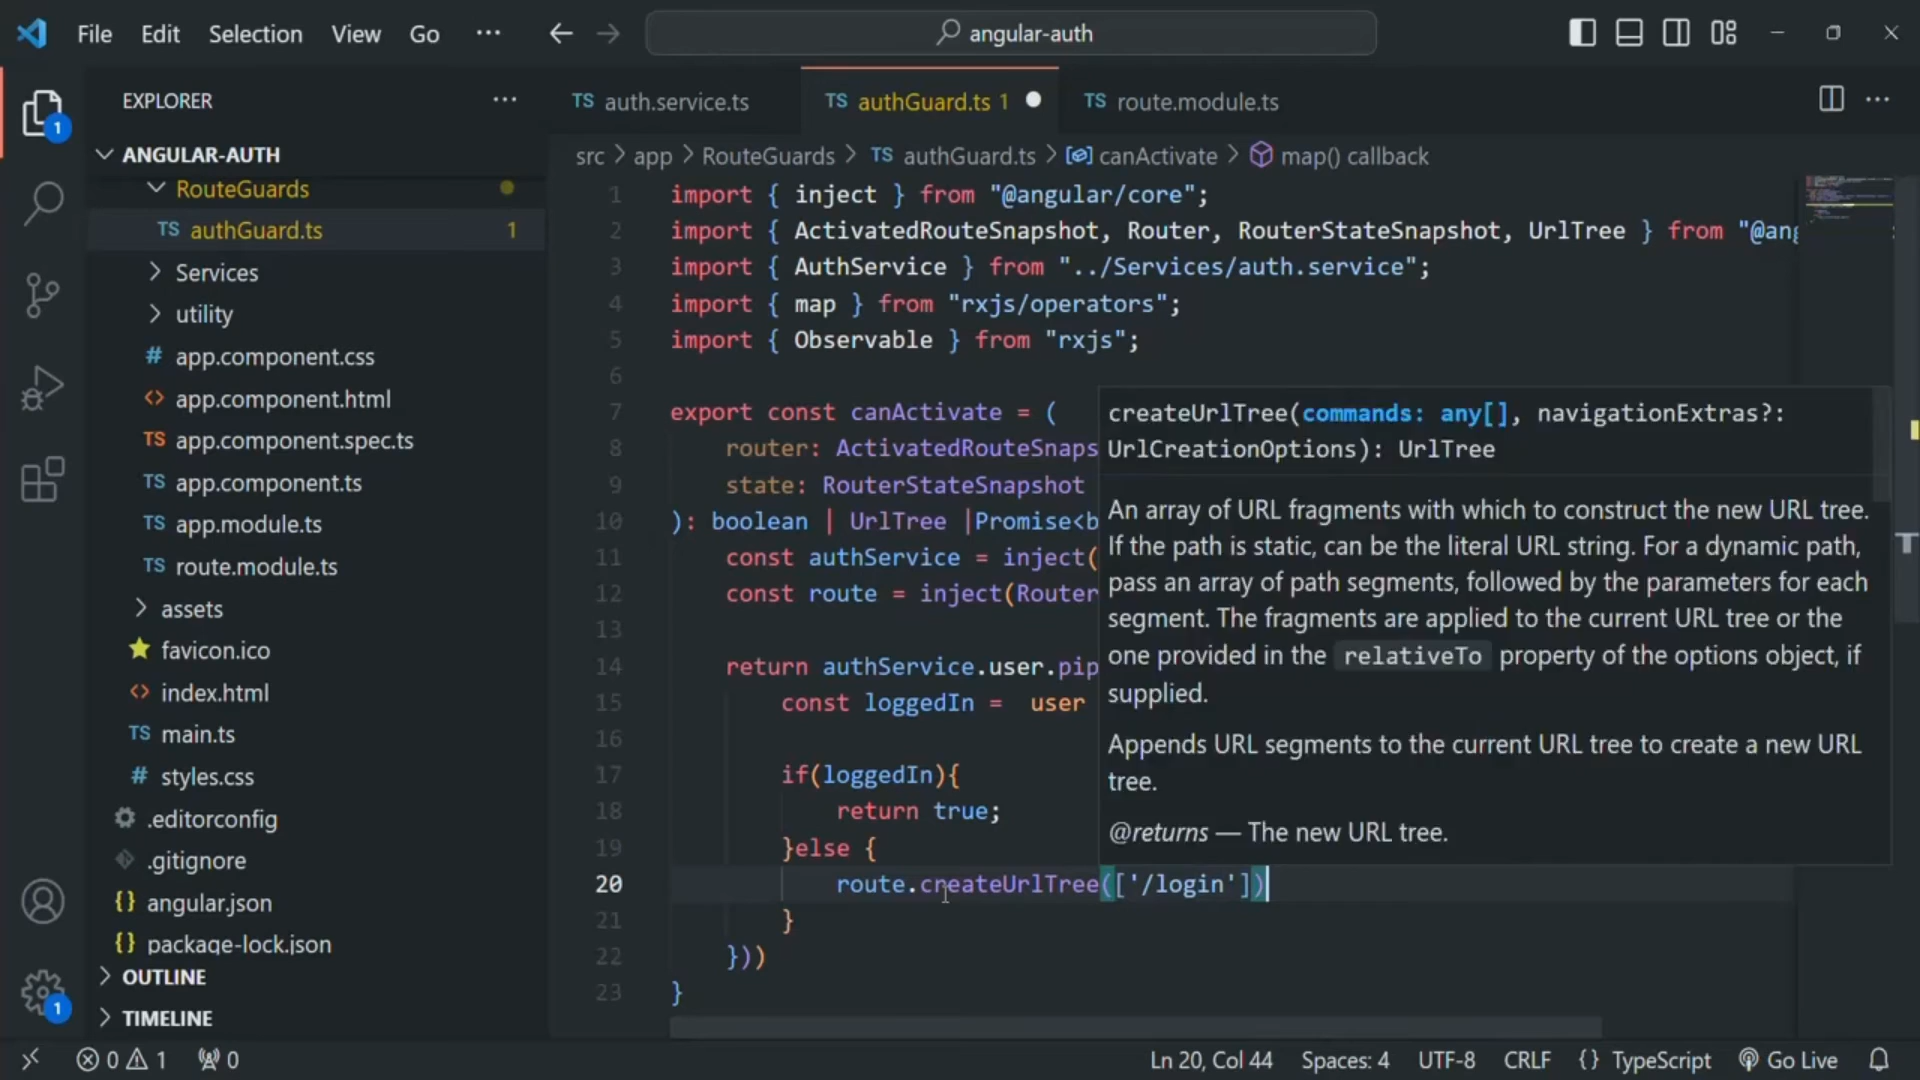 File Edit Selection View Go ··· angular-auth
EXPLORER ···
1
ANGULAR-AUTH
RouteGuards
TS authGuard.ts 1
Services
utility
# app.component.css
<> app.component.html
TS app.component.spec.ts
TS app.component.ts
TS app.module.ts
TS route.module.ts
assets
favicon.ico
<> index.html
TS main.ts
# styles.css
.editorconfig
.gitignore
{} angular.json
{} package-lock.json
OUTLINE
1
TIMELINE
TS auth.service.ts TS authGuard.ts 1 TS route.module.ts ···
src > app > RouteGuards > TS authGuard.ts > canActivate > map() callback
1 import { inject } from "@angular/core";
2 import { ActivatedRouteSnapshot, Router, RouterStateSnapshot, UrlTree } from "@ang
3 import { AuthService } from "../Services/auth.service";
4 import { map } from "rxjs/operators";
5 import { Observable } from "rxjs";
6
7 export const canActivate = (
8 router: ActivatedRouteSnaps
9 state: RouterStateSnapshot
10 ): boolean | UrlTree |Promise<b
11 const authService = inject(
12 const route = inject(Router
13
14 return authService.user.pip
15 const loggedIn = user
16
17 if(loggedIn){
18 return true;
19 }else {
20 route.createUrlTree(['/login'])
21 }
22 }))
23 }
createUrlTree(commands: any[], navigationExtras?:
UrlCreationOptions): UrlTree
An array of URL fragments with which to construct the new URL tree.
If the path is static, can be the literal URL string. For a dynamic path,
pass an array of path segments, followed by the parameters for each
segment. The fragments are applied to the current URL tree or the
one provided in the relativeTo property of the options object, if
supplied.
Appends URL segments to the current URL tree to create a new URL
tree.
@returns — The new URL tree.
0 1 0 Ln 20, Col 44 Spaces: 4 UTF-8 CRLF {} TypeScript Go Live